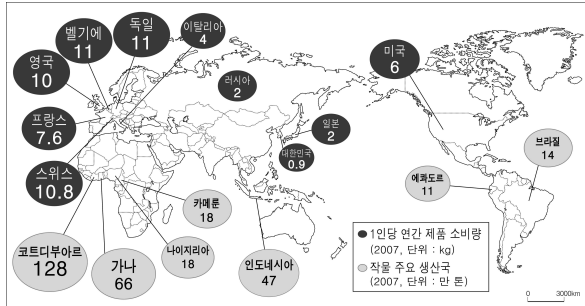 벨기에
11
독일
11
이탈리아
4
영국
10
러시아
2
미국
6
프랑스
7.6
일본
2
대한민국
0.9
스위스
10.8
브라질
14
에콰도르
11
카메룬
18
코트디부아르
128
가나
66
나이지리아
18
인도네시아
47
1인당 연간 제품 소비량
(2007, 단위 : kg)
작물 주요 생산국
(2007, 단위 : 만 톤)
0 3000km